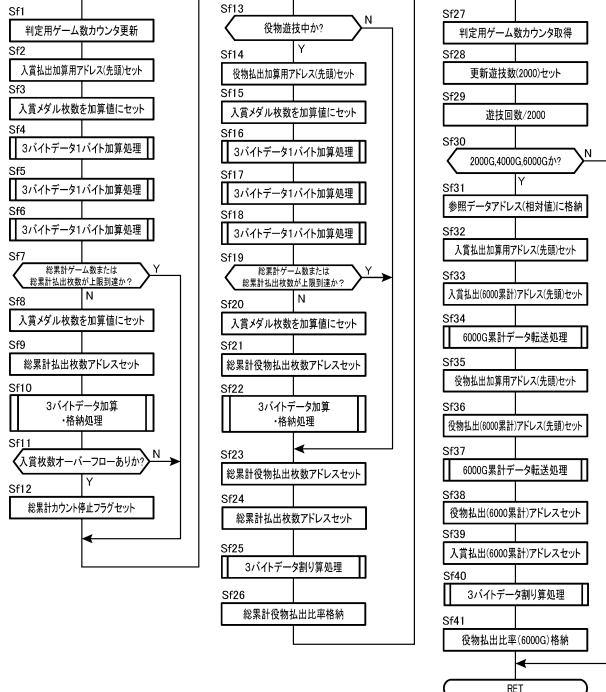 Sf1
判定用ゲーム数カウンタ更新
Sf2
入賞払出加算用アドレス(先頭)セット
Sf3
入賞メダル枚数を加算値にセット
Sf4
3バイトデータ1バイト加算処理
Sf5
3バイトデータ1バイト加算処理
Sf6
3バイトデータ1バイト加算処理
Sf7
総累計ゲーム数または
総累計払出枚数が上限到達か?
Y
N
Sf8
入賞メダル枚数を加算値にセット
Sf9
総累計払出枚数アドレスセット
Sf10
3バイトデータ加算
・格納処理
Sf11
入賞枚数オーバーフローありか?
N
Y
Sf12
総累計カウント停止フラグセット
Sf13
役物遊技中か?
N
Y
Sf14
役物払出加算用アドレス(先頭)セット
Sf15
入賞メダル枚数を加算値にセット
Sf16
3バイトデータ1バイト加算処理
Sf17
3バイトデータ1バイト加算処理
Sf18
3バイトデータ1バイト加算処理
Sf19
総累計ゲーム数または
総累計払出枚数が上限到達か?
Y
N
Sf20
入賞メダル枚数を加算値にセット
Sf21
総累計役物払出枚数アドレスセット
Sf22
3バイトデータ加算
・格納処理
Sf23
総累計役物払出枚数アドレスセット
Sf24
総累計払出枚数アドレスセット
Sf25
3バイトデータ割り算処理
Sf26
総累計役物払出比率格納
Sf27
判定用ゲーム数カウンタ取得
Sf28
更新遊技数(2000)セット
Sf29
遊技回数/2000
Sf30
2000G,4000G,6000Gか?
N
Y
Sf31
参照データアドレス(相対値)に格納
Sf32
入賞払出加算用アドレス(先頭)セット
Sf33
入賞払出(6000累計)アドレス(先頭)セット
Sf34
6000G累計データ転送処理
Sf35
役物払出加算用アドレス(先頭)セット
Sf36
役物払出(6000累計)アドレス(先頭)セット
Sf37
6000G累計データ転送処理
Sf38
役物払出(6000累計)アドレスセット
Sf39
入賞払出(6000累計)アドレスセット
Sf40
3バイトデータ割り算処理
Sf41
役物払出比率(6000G)格納
RET